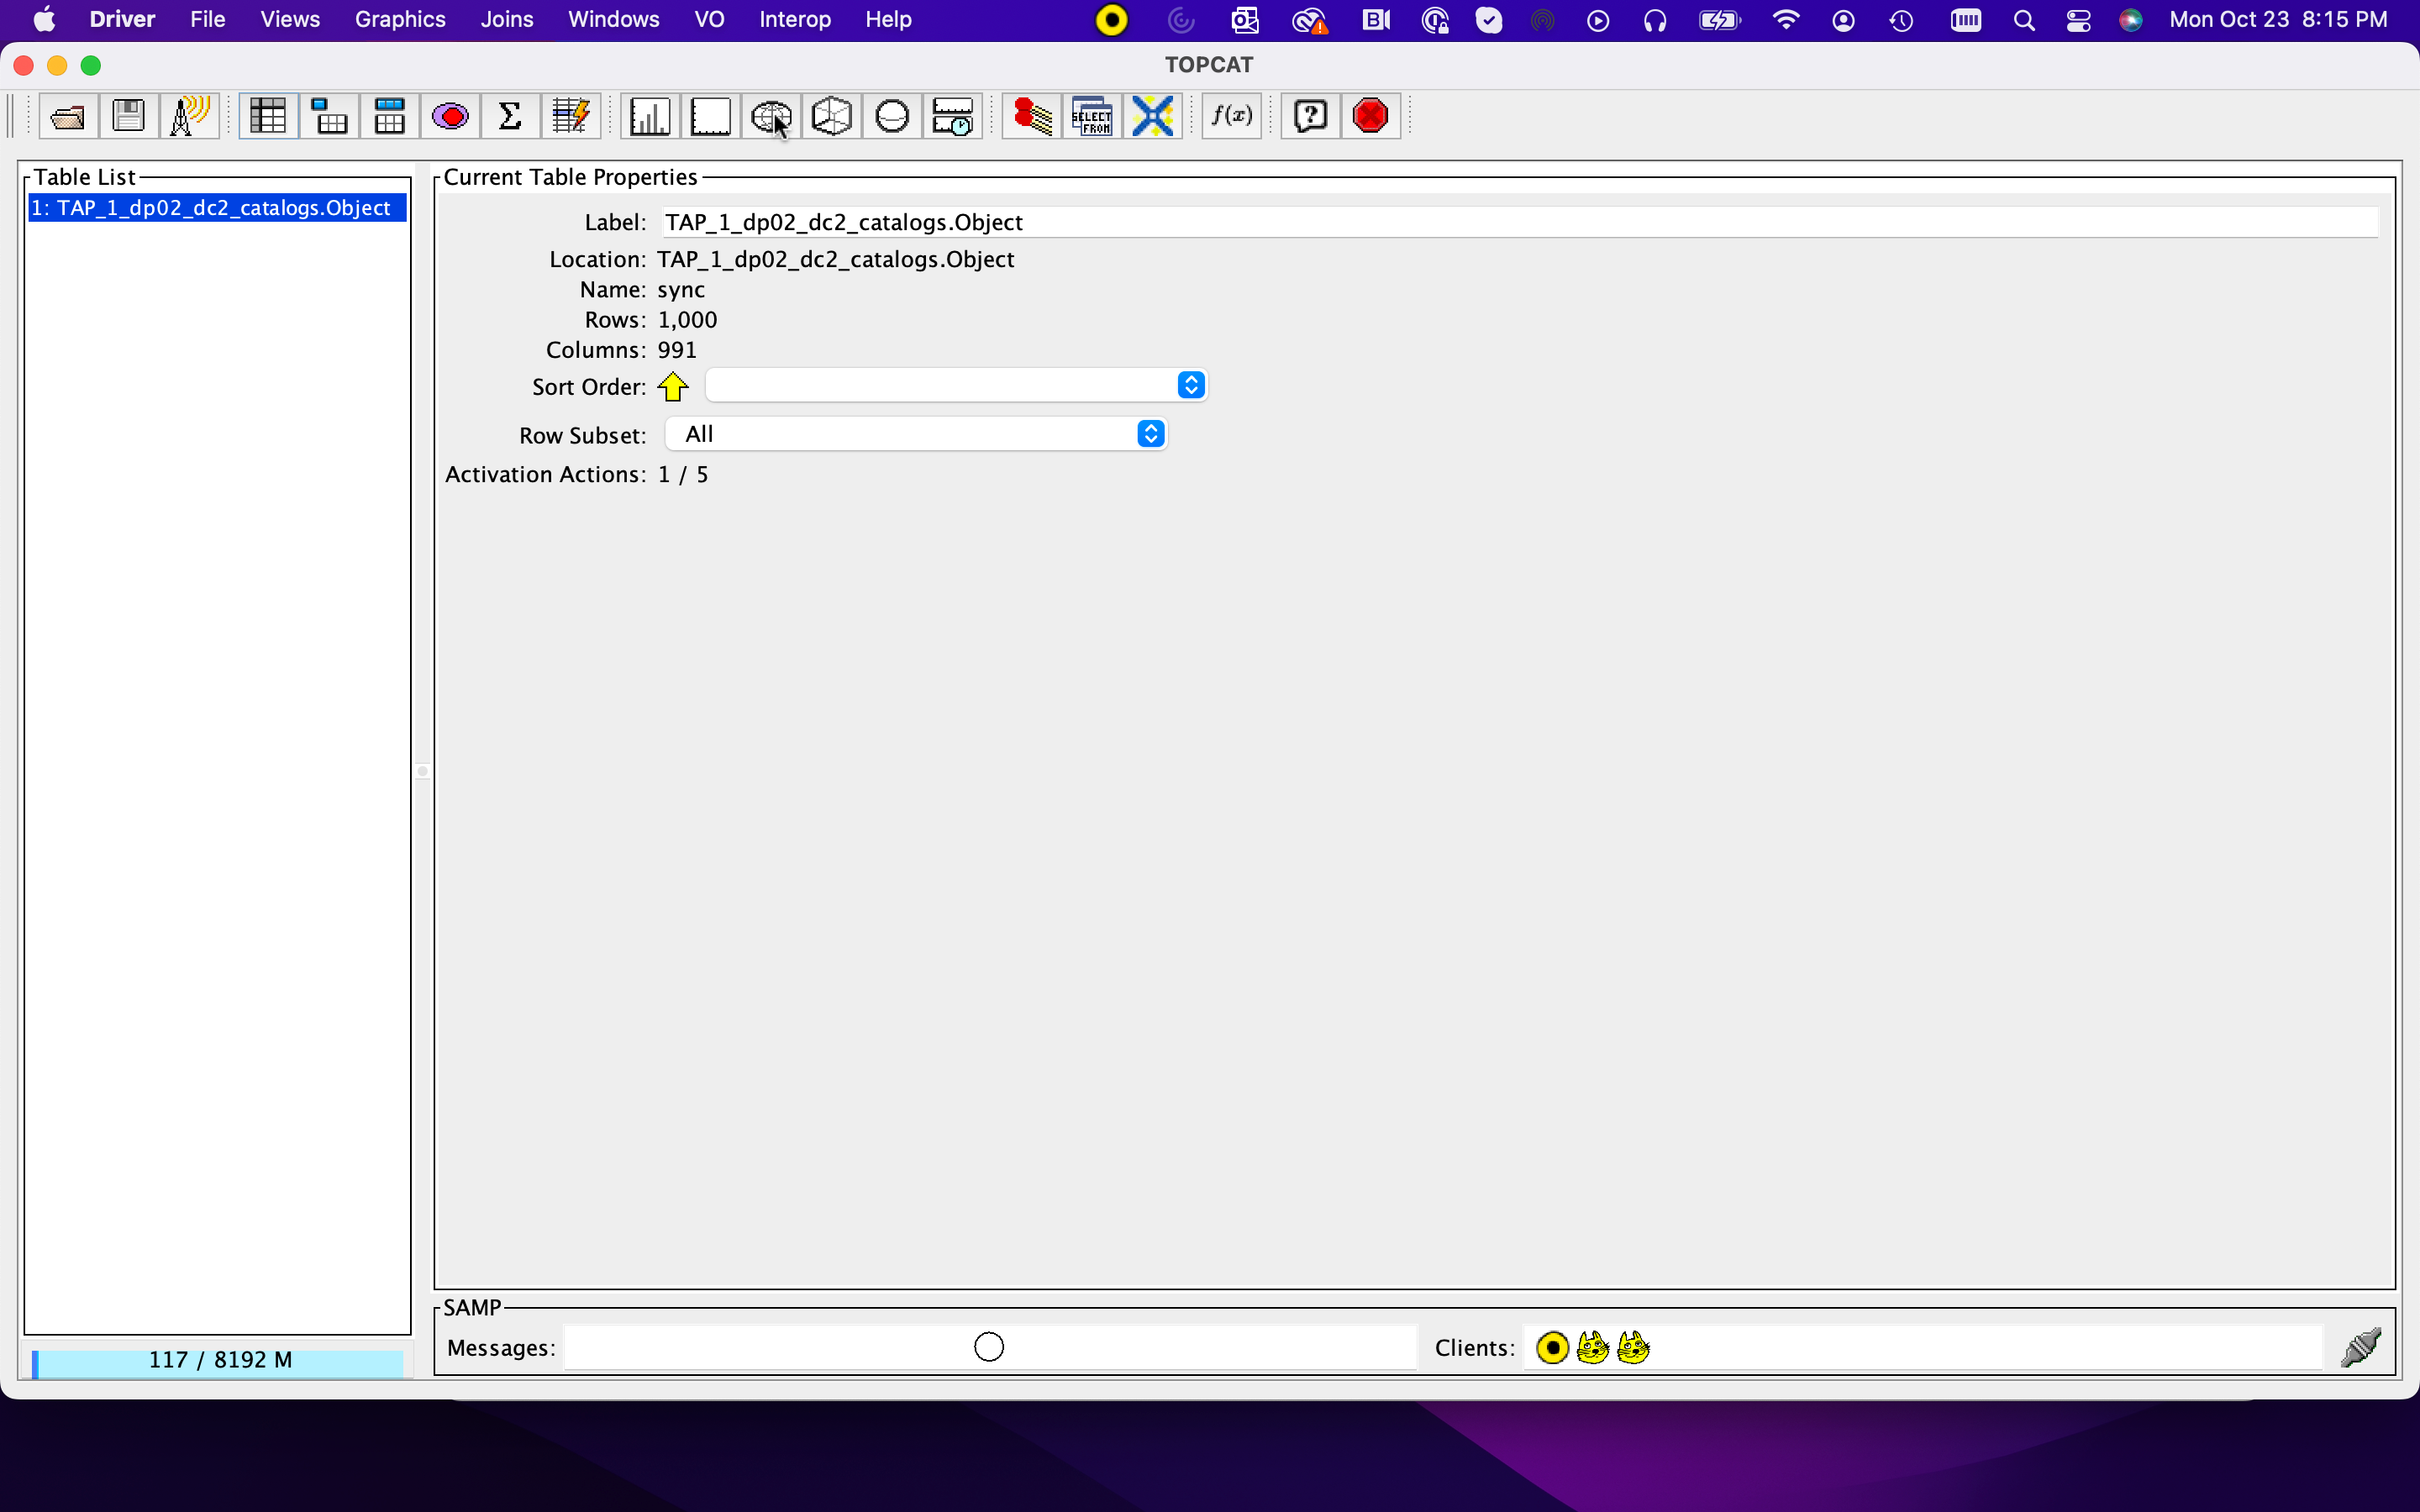 Driver File Views Graphics Joins Windows VO Interop Help Mon Oct 23 8:15 PM
TOPCAT
SELECT
FROM
f(x)
Table List
1: TAP_1_dp02_dc2_catalogs.Object
Current Table Properties
Label: TAP_1_dp02_dc2_catalogs.Object
Location: TAP_1_dp02_dc2_catalogs.Object
Name: sync
Rows: 1,000
Columns: 991
Sort Order:
Row Subset: All
Activation Actions: 1 / 5
117 / 8192 M
SAMP
Messages:
Clients: